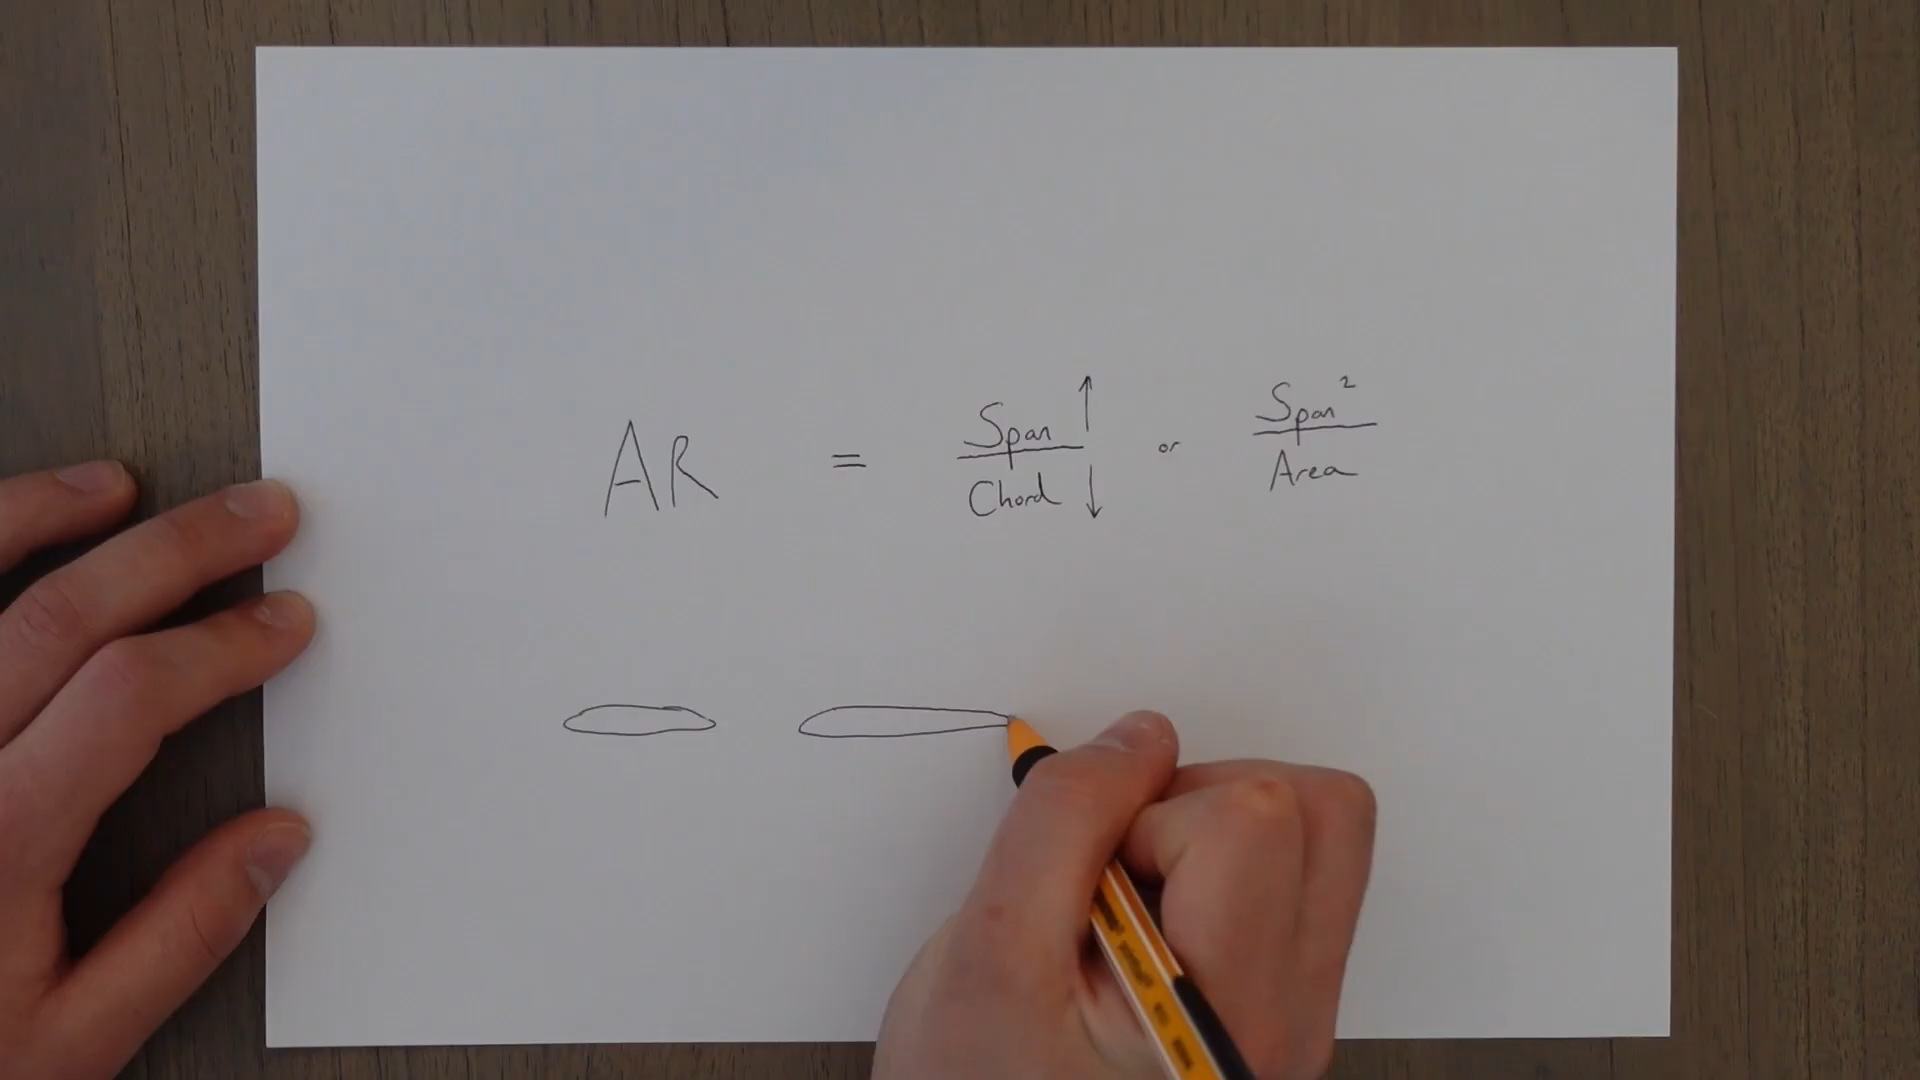 AR = Span ↑ / Chord ↓ or Span² / Area